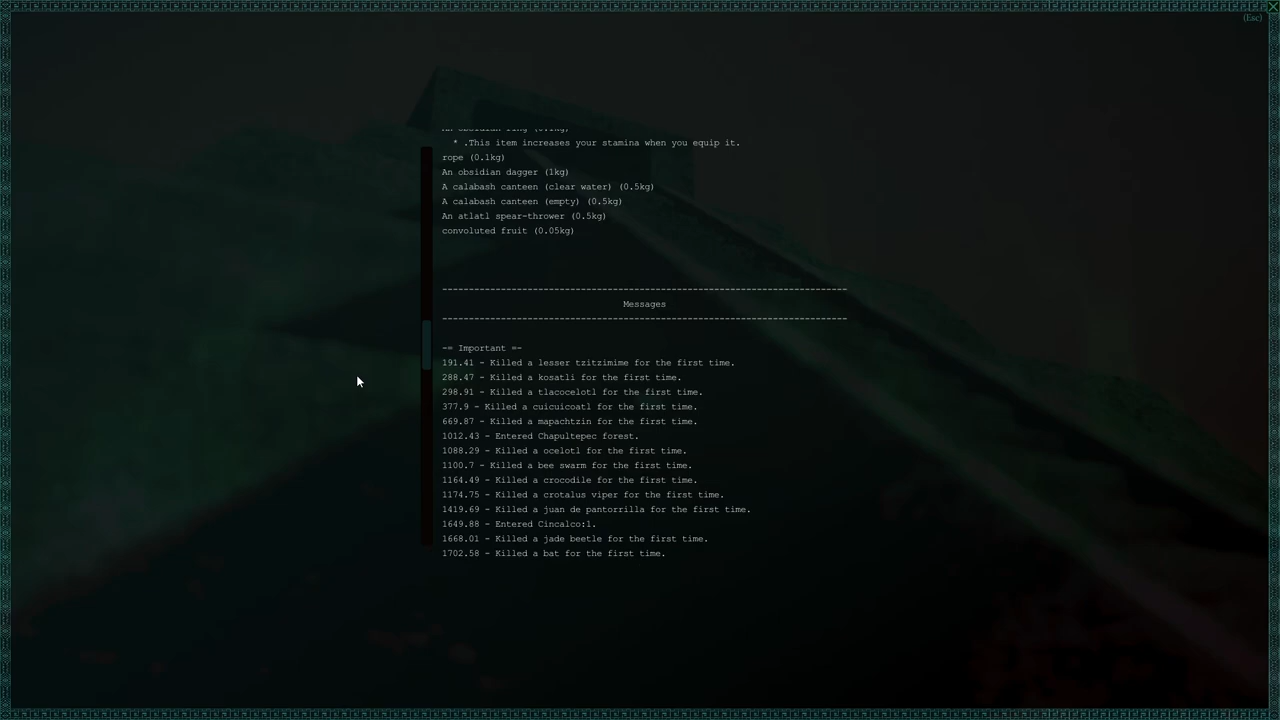 (Esc)
An obsidian ring (0.1kg)
* .This item increases your stamina when you equip it.
rope (0.1kg)
An obsidian dagger (1kg)
A calabash canteen (clear water) (0.5kg)
A calabash canteen (empty) (0.5kg)
An atlatl spear-thrower (0.5kg)
convoluted fruit (0.05kg)
--------------------------------------------------------------------------------
Messages
--------------------------------------------------------------------------------
-= Important =-
191.41 - Killed a lesser tzitzimime for the first time.
288.47 - Killed a kosatli for the first time.
298.91 - Killed a tlacocelotl for the first time.
377.9 - Killed a cuicuicoatl for the first time.
669.87 - Killed a mapachtzin for the first time.
1012.43 - Entered Chapultepec forest.
1088.29 - Killed a ocelotl for the first time.
1100.7 - Killed a bee swarm for the first time.
1164.49 - Killed a crocodile for the first time.
1174.75 - Killed a crotalus viper for the first time.
1419.69 - Killed a juan de pantorrilla for the first time.
1649.88 - Entered Cincalco:1.
1668.01 - Killed a jade beetle for the first time.
1702.58 - Killed a bat for the first time.